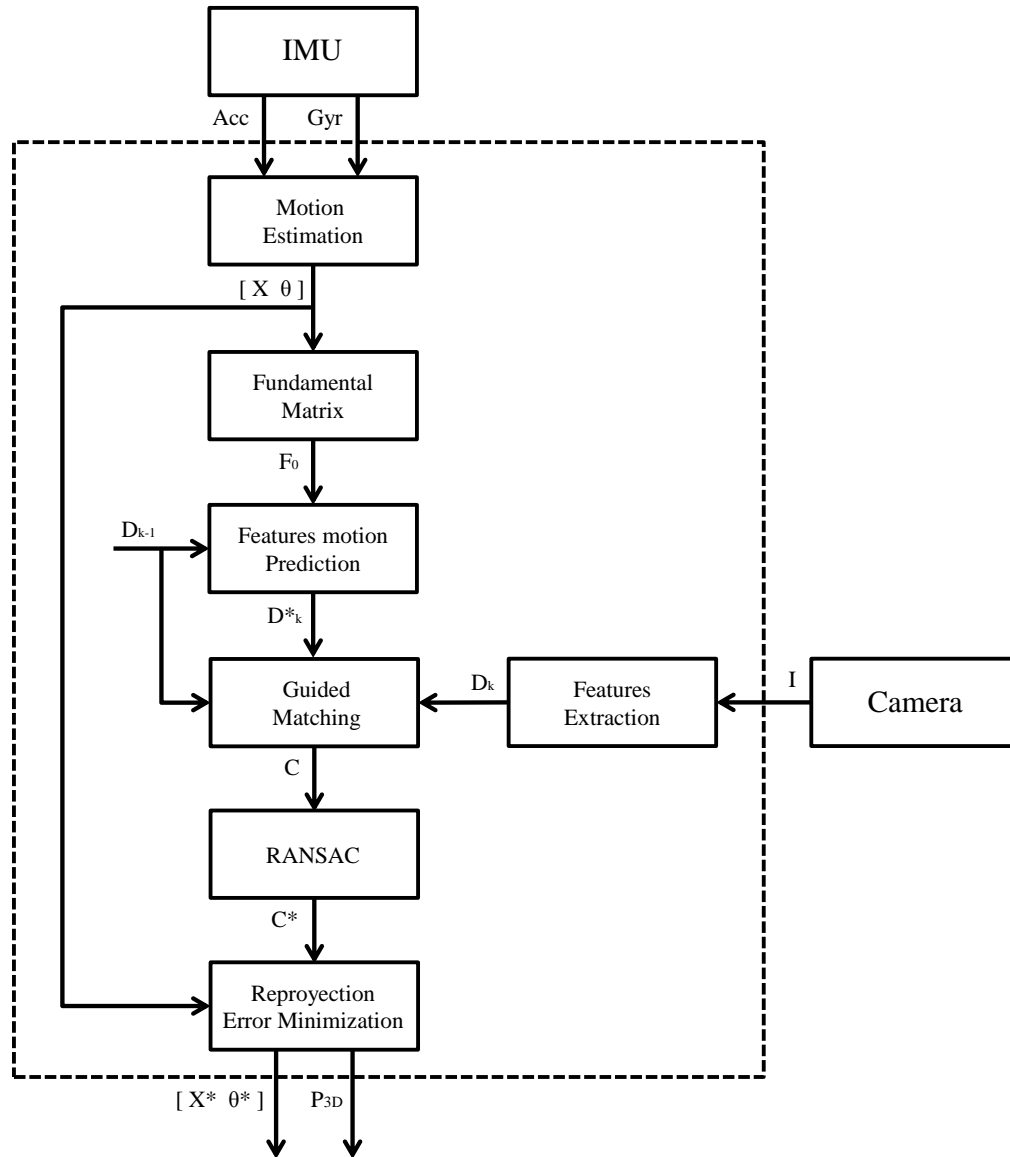 IMU
Acc
Gyr
Motion
Estimation
[ X θ ]
Fundamental
Matrix
F0
Dk-1
Features motion
Prediction
D*k
Guided
Matching
Dk
Features
Extraction
I
Camera
C
RANSAC
C*
Reproyection
Error Minimization
[ X* θ* ]
P3D